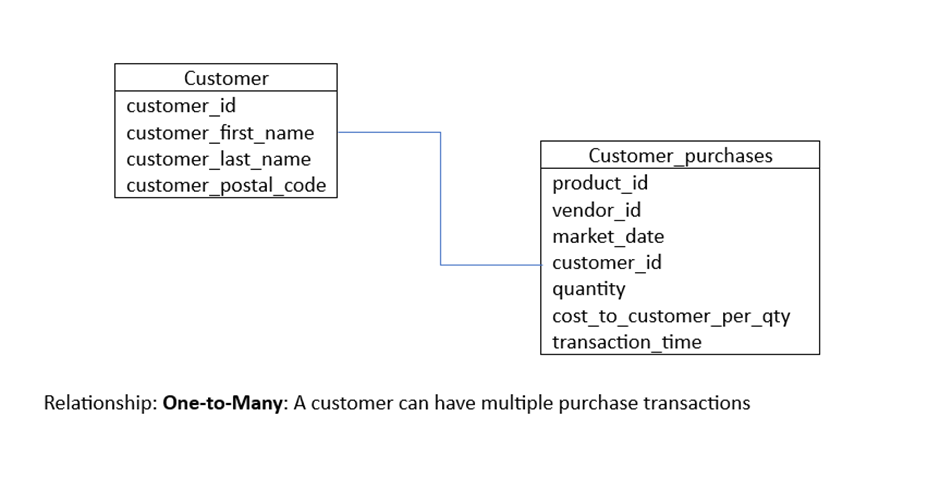 Customer
customer_id
customer_first_name
customer_last_name
customer_postal_code
Customer_purchases
product_id
vendor_id
market_date
customer_id
quantity
cost_to_customer_per_qty
transaction_time
Relationship: One-to-Many: A customer can have multiple purchase transactions